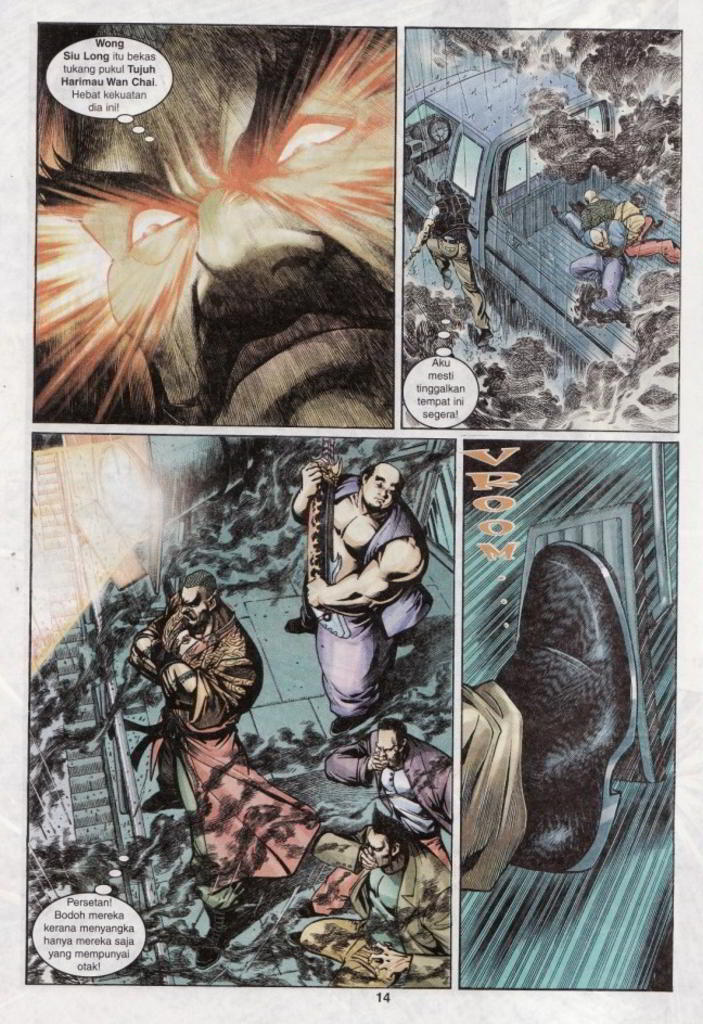 Wong
Siu Long itu bekas
tukang pukul Tujuh
Harimau Wan Chai.
Hebat kekuatan
dia ini!
Aku
mesti
tinggalkan
tempat ini
segera!
Persetan!
Bodoh mereka
kerana menyangka
hanya mereka saja
yang mempunyai
otak!
VROOM...
14